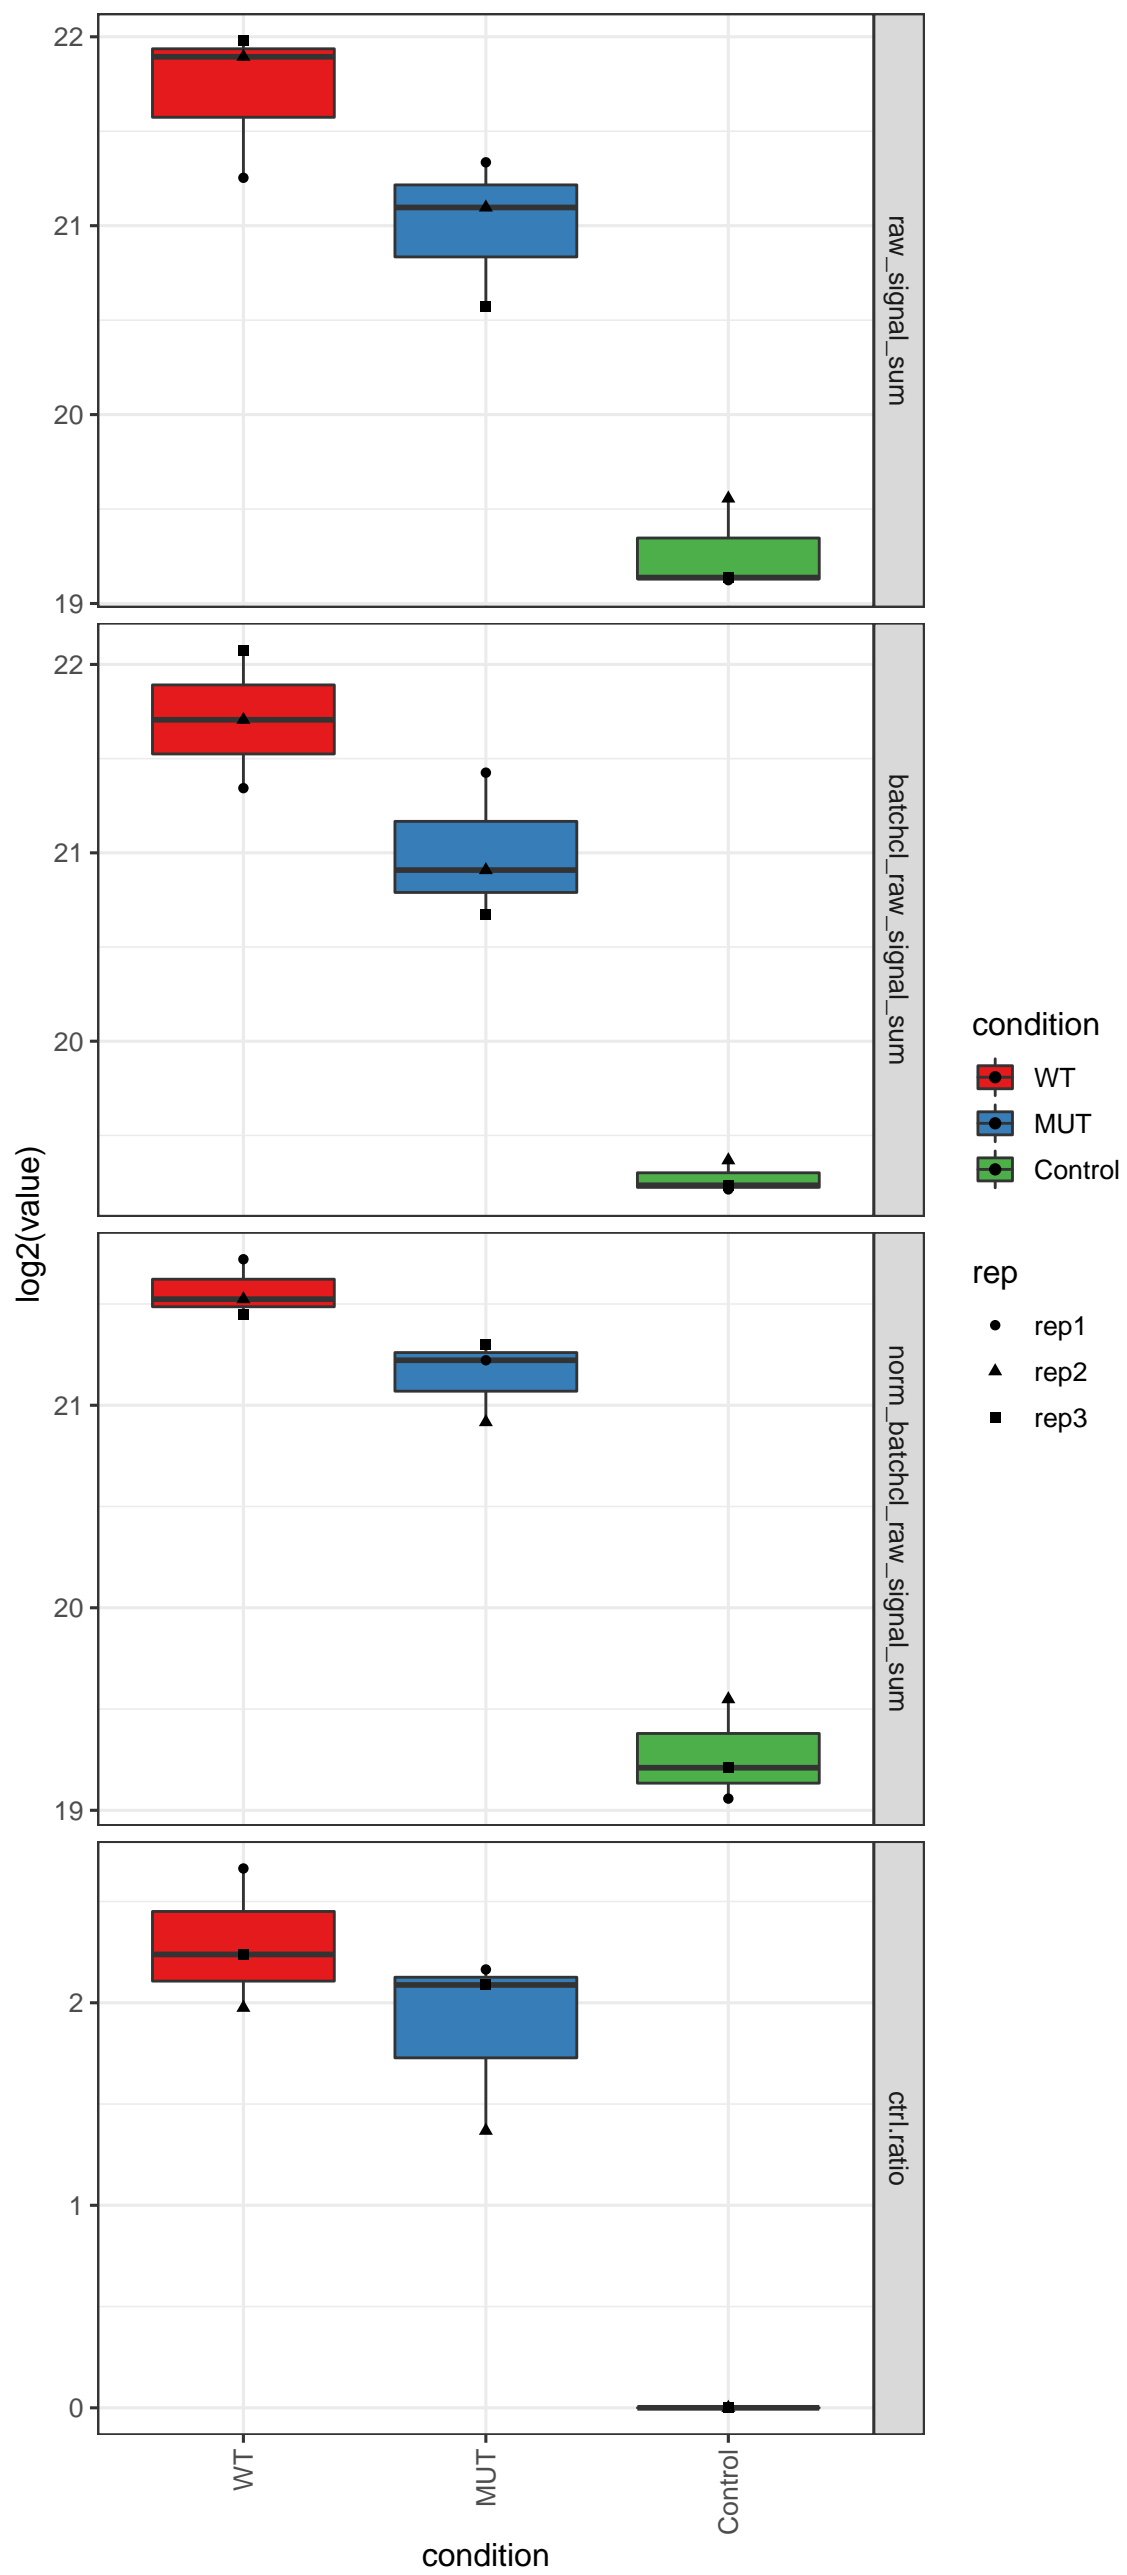 22
21
20
19
raw_signal_sum
22
21
20
batchcl_raw_signal_sum
21
20
19
norm_batchcl_raw_signal_sum
2
1
0
ctrl.ratio
log2(value)
WT
MUT
Control
condition
condition
WT
MUT
Control
rep
rep1
rep2
rep3